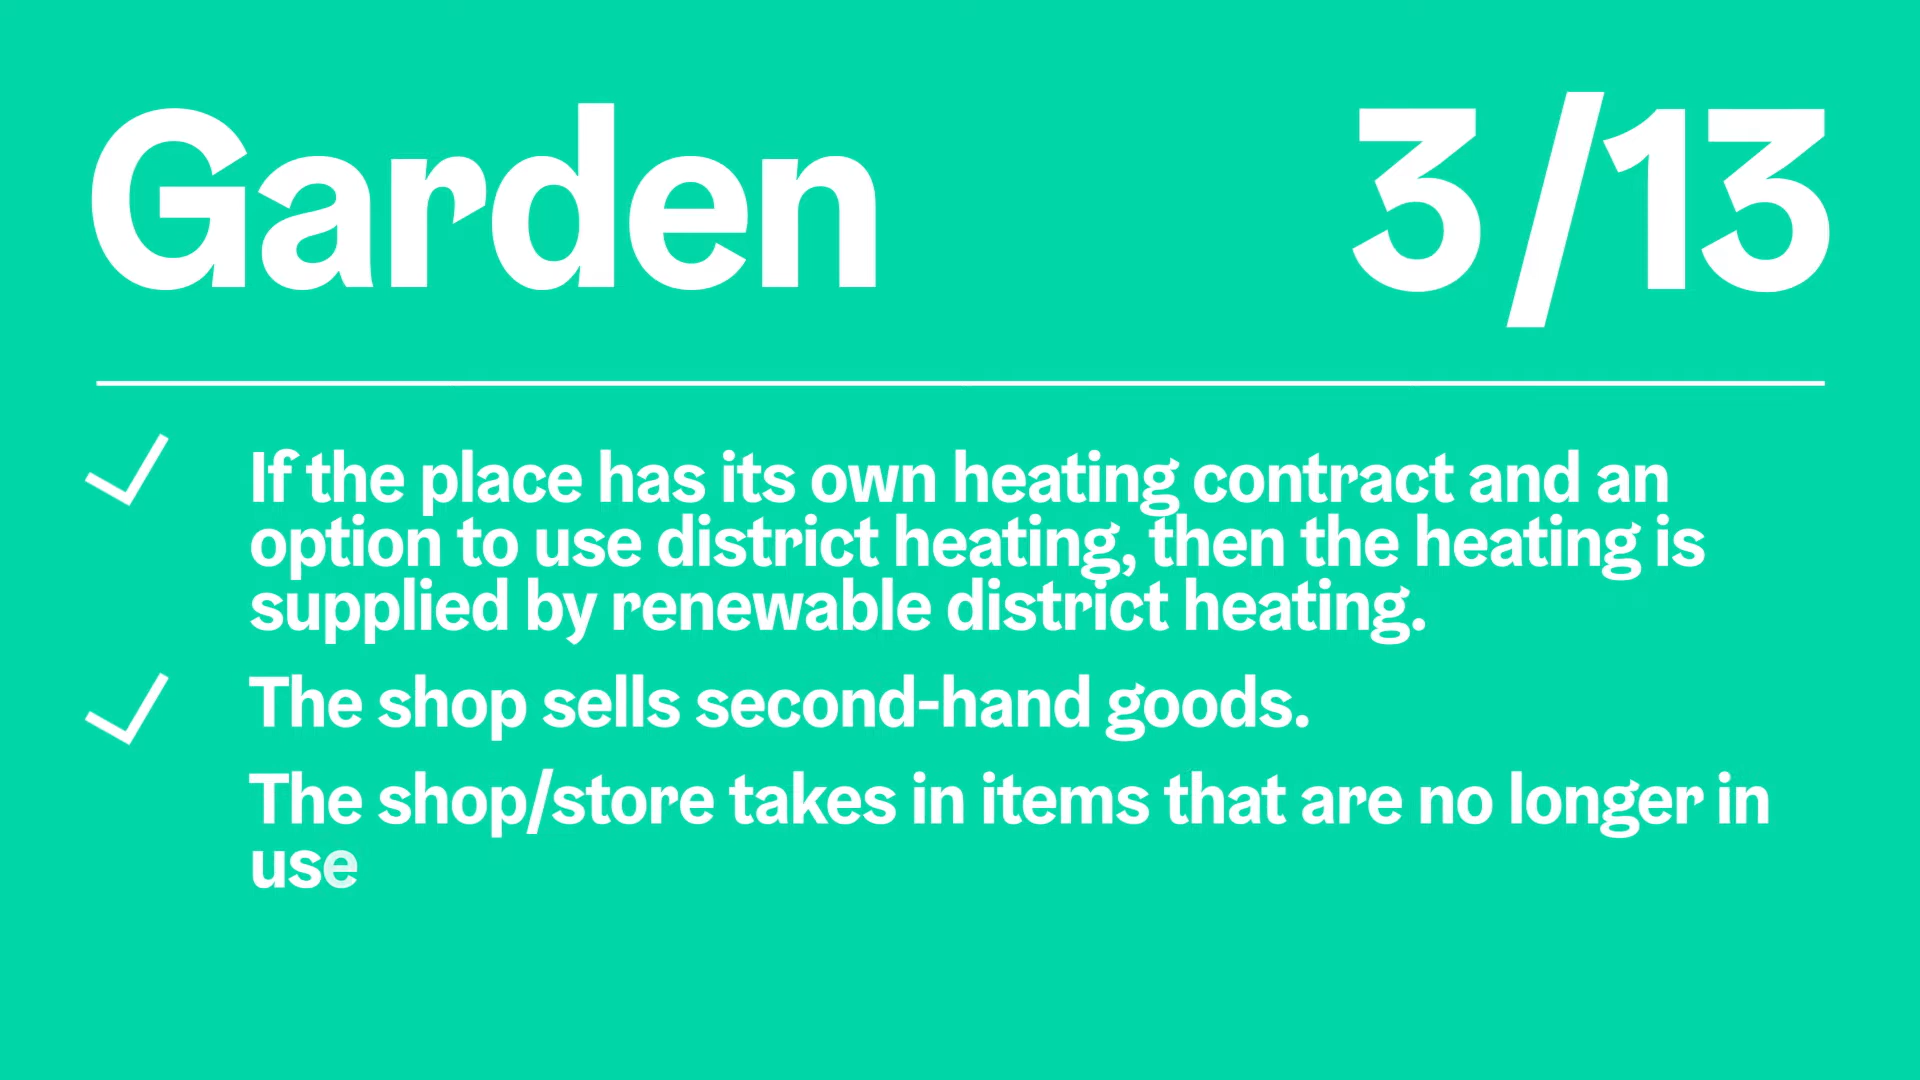 Garden
3/13
If the place has its own heating contract and an
option to use district heating, then the heating is
supplied by renewable district heating.
The shop sells second-hand goods.
The shop/store takes in items that are no longer in
use